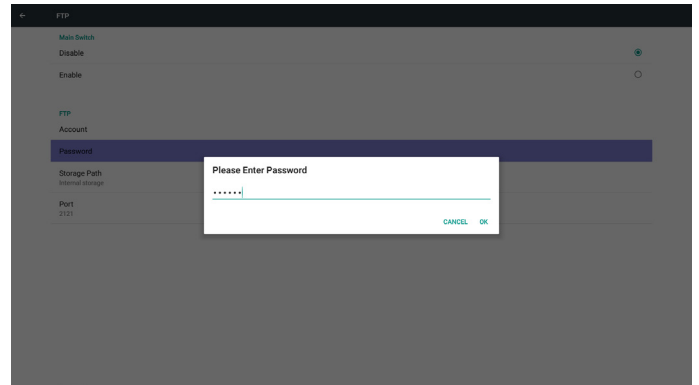 FTP
Main Switch
Disable
Enable
FTP
Account
Password
Storage Path
Internal storage
Port
2121
Please Enter Password
••••••
CANCEL OK